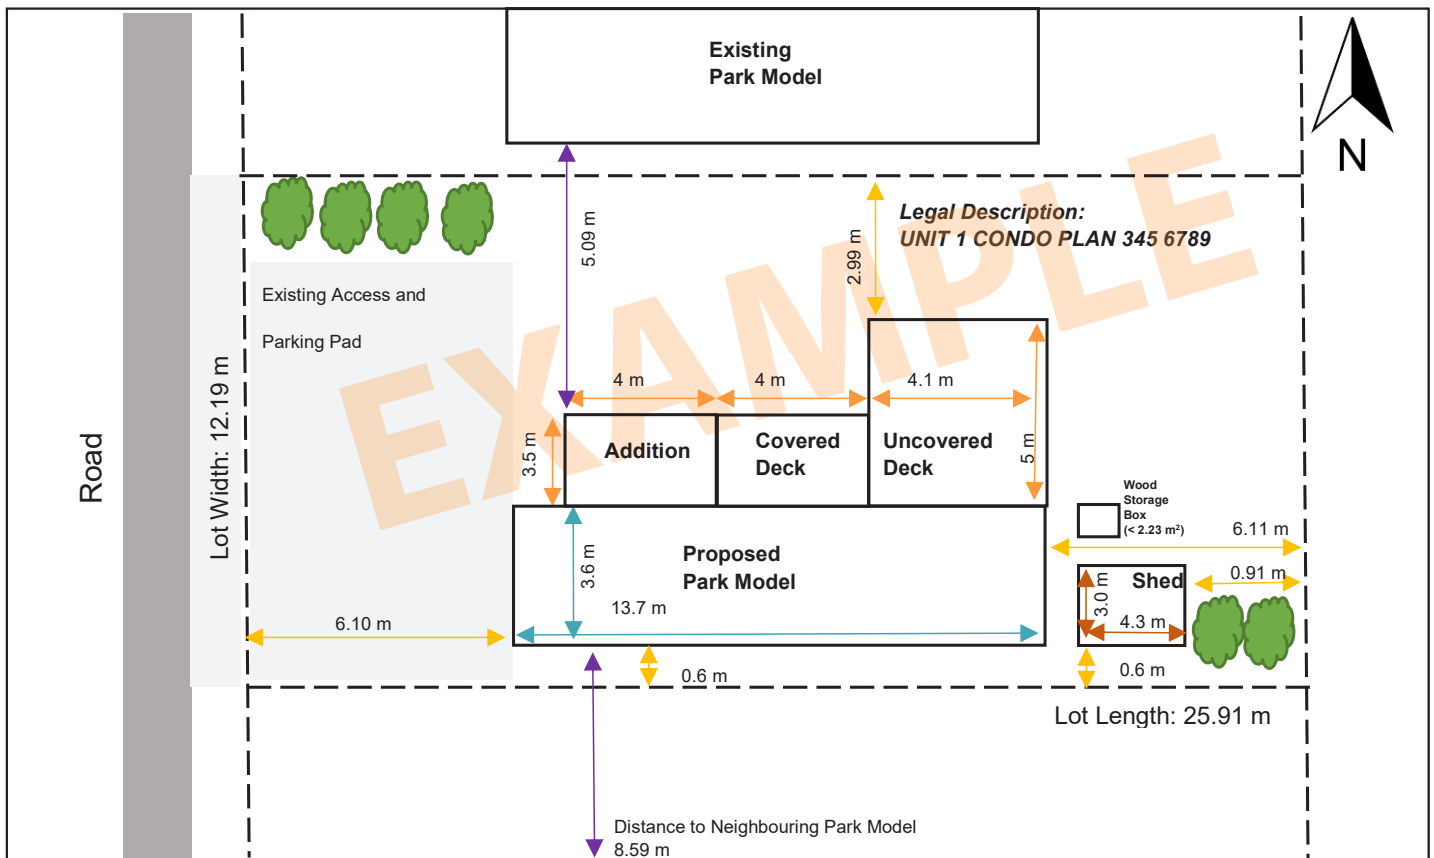 Existing
Park Model
N
5.09 m
2.99 m
Legal Description:
UNIT 1 CONDO PLAN 345 6789
Existing Access and
Parking Pad
EXAMPLE
Road
Lot Width: 12.19 m
4 m
4 m
4.1 m
3.5 m
Addition
Covered
Deck
Uncovered
Deck
5 m
Wood
Storage
Box
(< 2.23 m²)
6.11 m
3.6 m
Proposed
Park Model
13.7 m
6.10 m
0.6 m
3.0 m
Shed
4.3 m
0.91 m
0.6 m
Lot Length: 25.91 m
Distance to Neighbouring Park Model
8.59 m